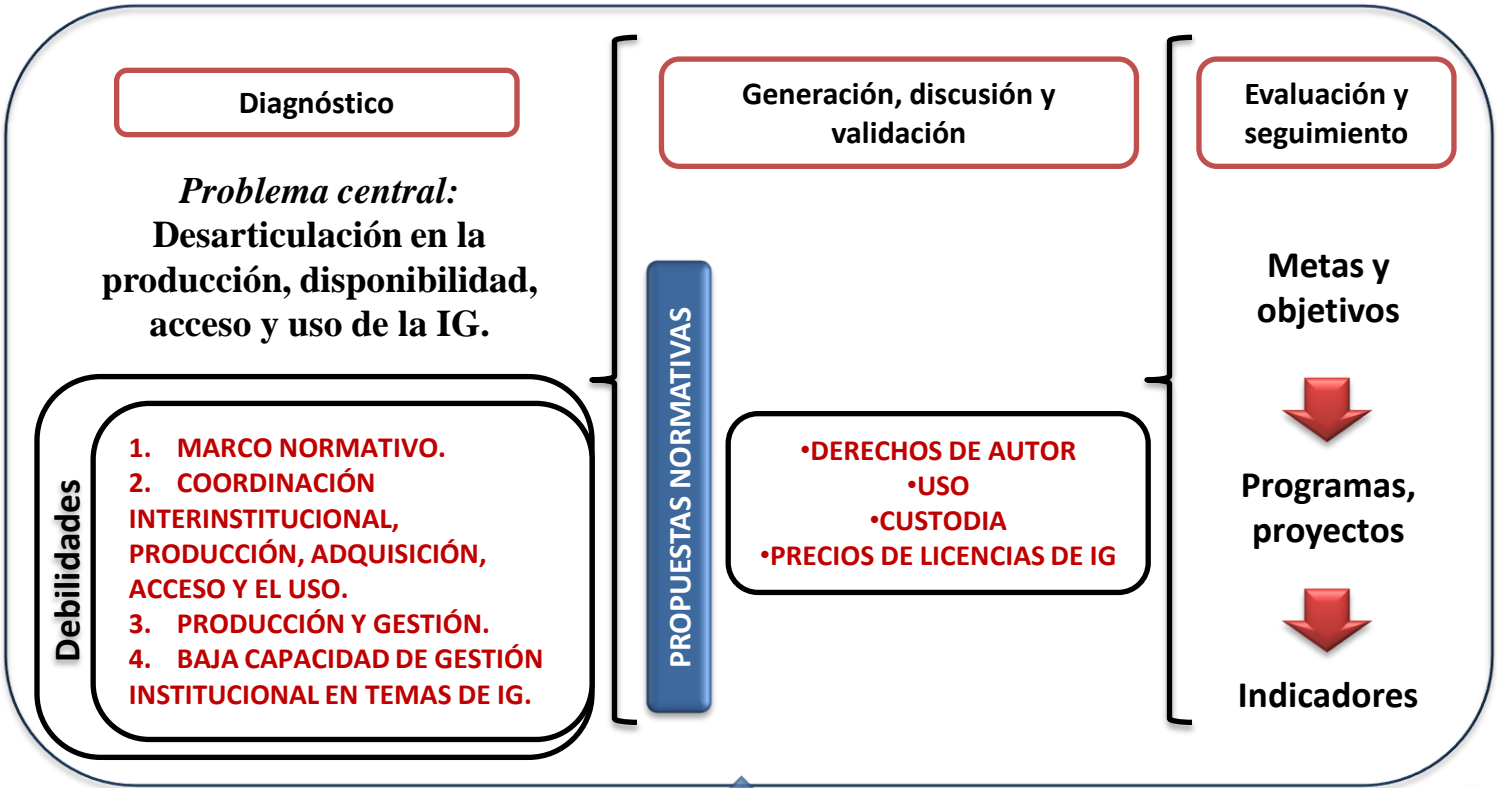 Diagnóstico
Problema central:
Desarticulación en la
producción, disponibilidad,
acceso y uso de la IG.
Debilidades
1. MARCO NORMATIVO.
2. COORDINACIÓN
INTERINSTITUCIONAL,
PRODUCCIÓN, ADQUISICIÓN,
ACCESO Y EL USO.
3. PRODUCCIÓN Y GESTIÓN.
4. BAJA CAPACIDAD DE GESTIÓN
INSTITUCIONAL EN TEMAS DE IG.
Generación, discusión y
validación
PROPUESTAS NORMATIVAS
•DERECHOS DE AUTOR
•USO
•CUSTODIA
•PRECIOS DE LICENCIAS DE IG
Evaluación y
seguimiento
Metas y
objetivos
Programas,
proyectos
Indicadores